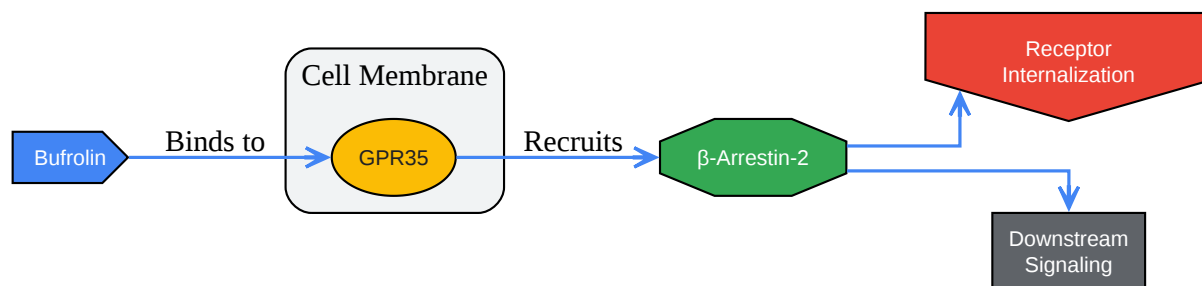 Bufrolin
Binds to
Cell Membrane
GPR35
Recruits
β-Arrestin-2
Receptor
Internalization
Downstream
Signaling